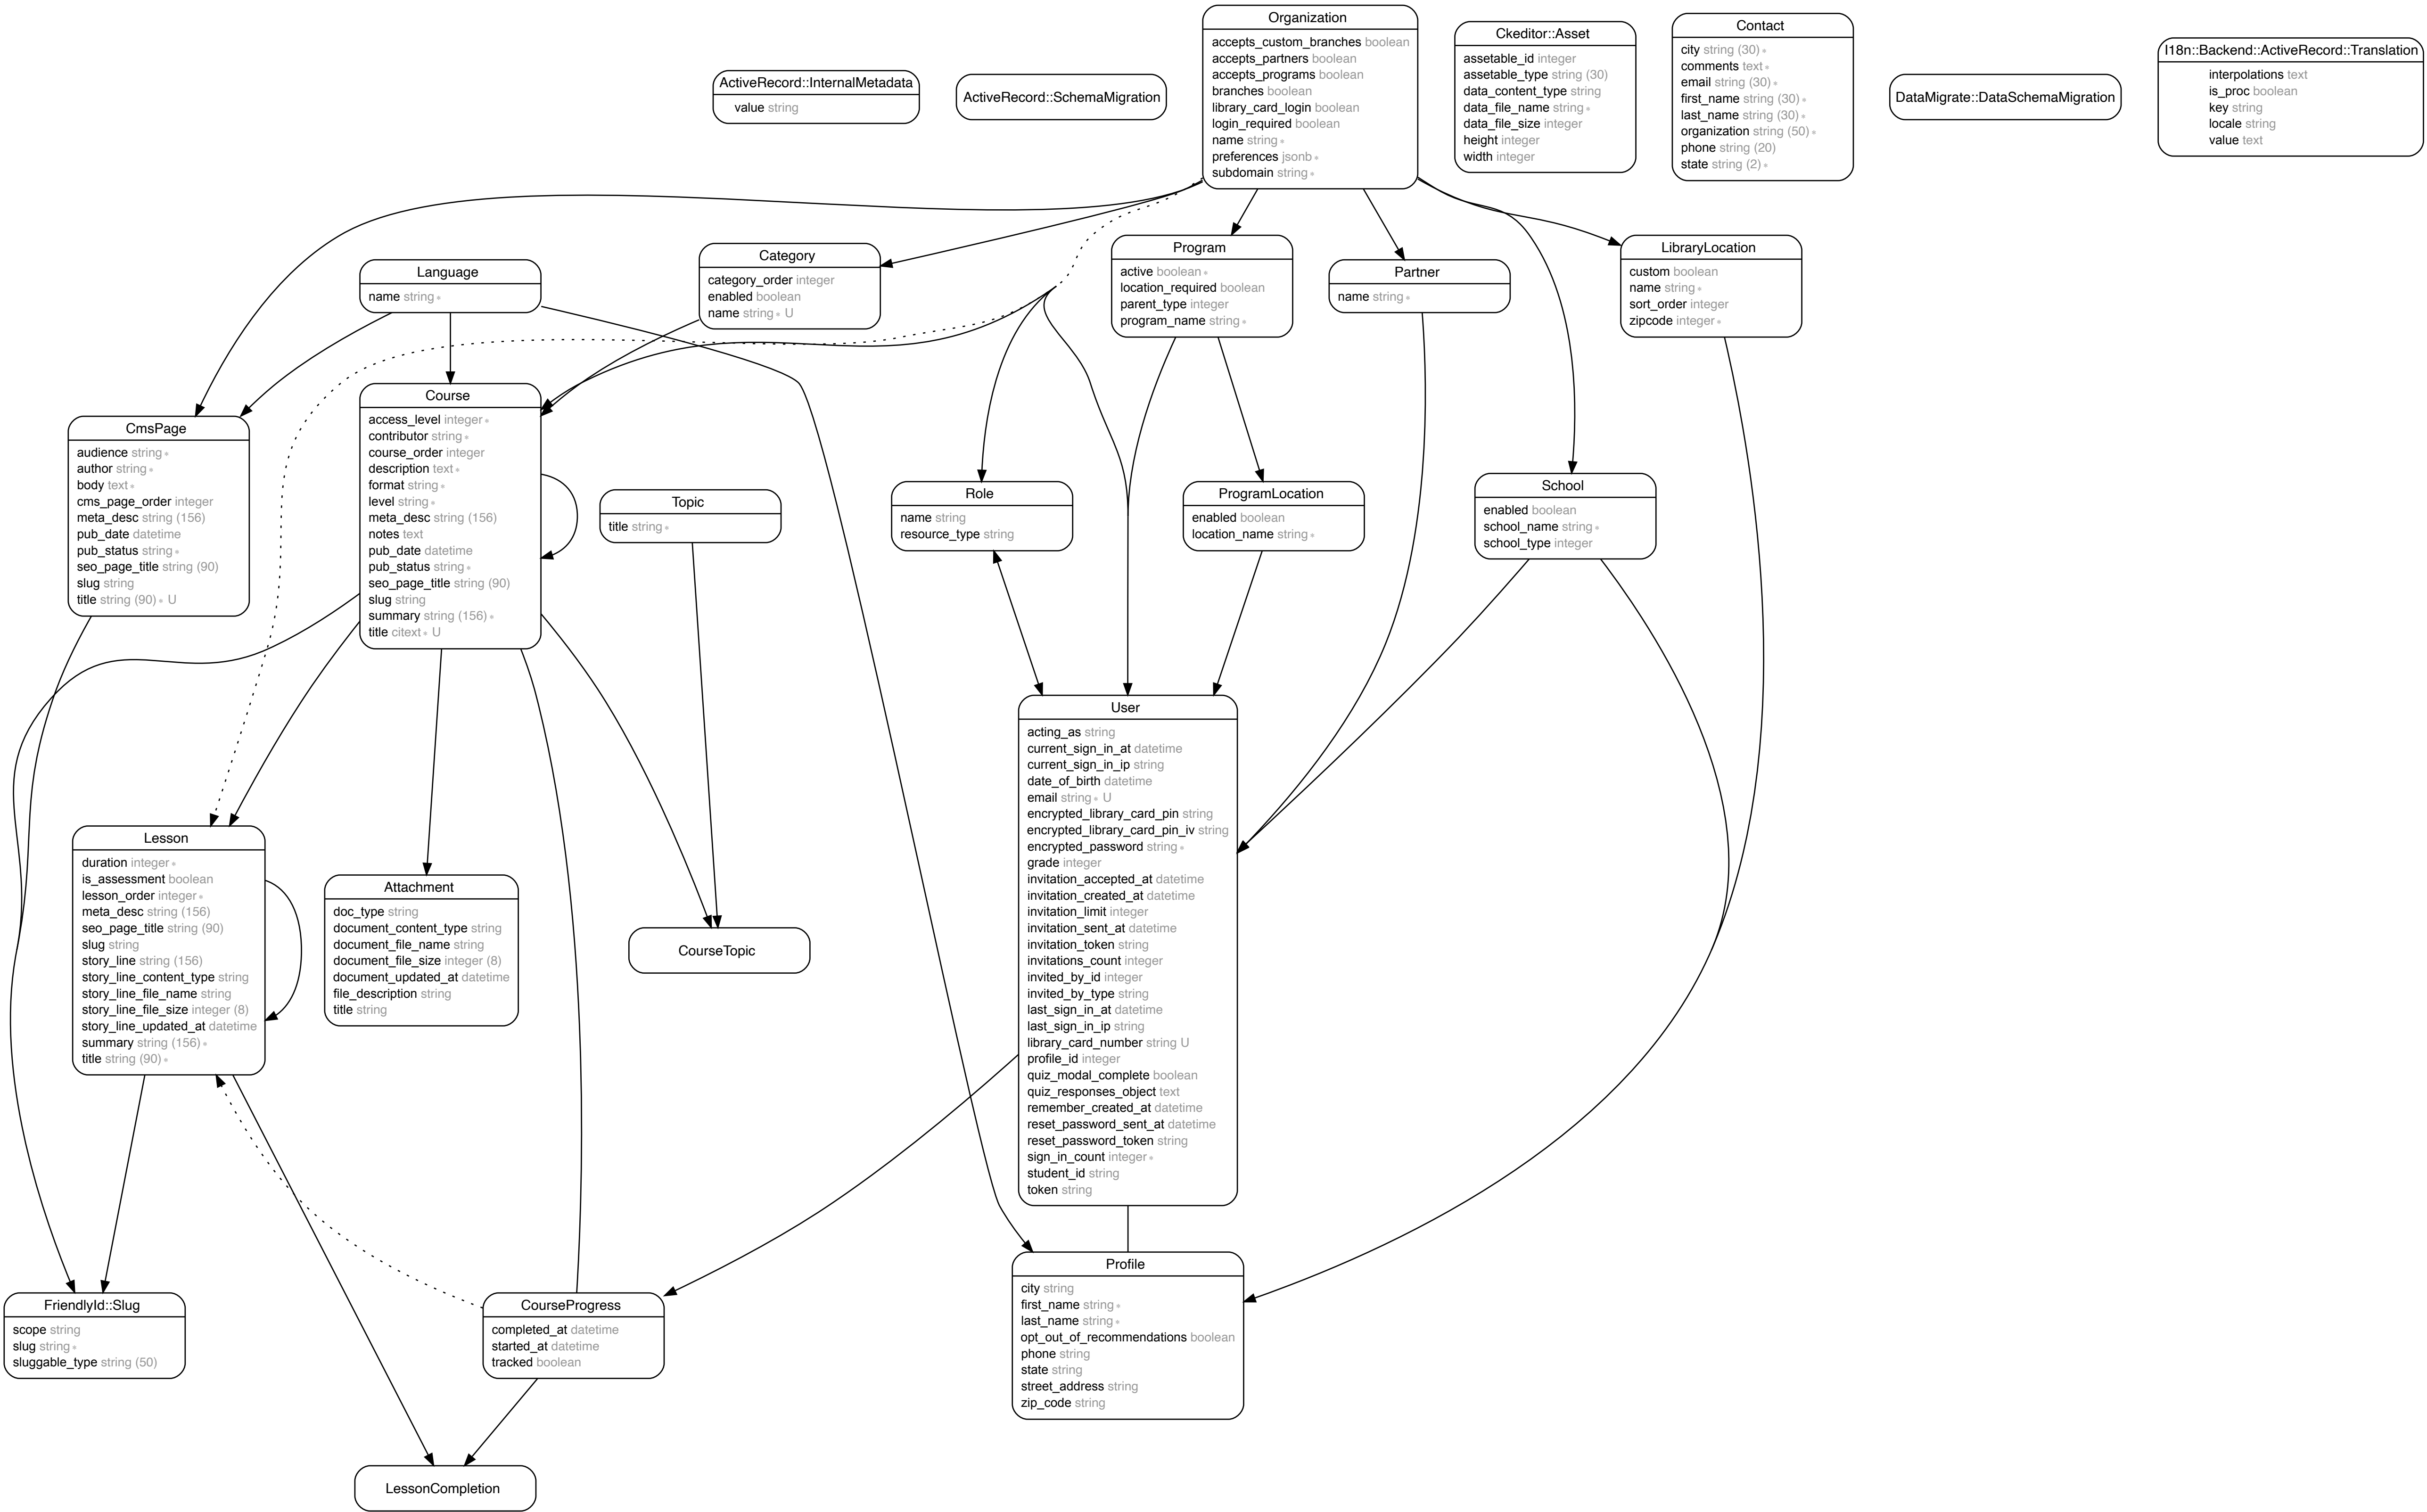 Organization
accepts_custom_branches boolean
accepts_partners boolean
accepts_programs boolean
branches boolean
library_card_login boolean
login_required boolean
name string *
preferences jsonb *
subdomain string *
Ckeditor::Asset
assetable_id integer
assetable_type string (30)
data_content_type string
data_file_name string *
data_file_size integer
height integer
width integer
Contact
city string (30) *
comments text *
email string (30) *
first_name string (30) *
last_name string (30) *
organization string (50) *
phone string (20)
state string (2) *
I18n::Backend::ActiveRecord::Translation
interpolations text
is_proc boolean
key string
locale string
value text
ActiveRecord::InternalMetadata
value string
ActiveRecord::SchemaMigration
DataMigrate::DataSchemaMigration
Language
name string *
Category
category_order integer
enabled boolean
name string * U
Program
active boolean *
location_required boolean
parent_type integer
program_name string *
Partner
name string *
LibraryLocation
custom boolean
name string *
sort_order integer
zipcode integer *
CmsPage
audience string *
author string *
body text *
cms_page_order integer
meta_desc string (156)
pub_date datetime
pub_status string *
seo_page_title string (90)
slug string
title string (90) * U
Course
access_level integer *
contributor string *
course_order integer
description text *
format string *
level string *
meta_desc string (156)
notes text
pub_date datetime
pub_status string *
seo_page_title string (90)
slug string
summary string (156) *
title citext * U
Topic
title string *
Role
name string
resource_type string
ProgramLocation
enabled boolean
location_name string *
School
enabled boolean
school_name string *
school_type integer
User
acting_as string
current_sign_in_at datetime
current_sign_in_ip string
date_of_birth datetime
email string * U
encrypted_library_card_pin string
encrypted_library_card_pin_iv string
encrypted_password string *
grade integer
invitation_accepted_at datetime
invitation_created_at datetime
invitation_limit integer
invitation_sent_at datetime
invitation_token string
invitations_count integer
invited_by_id integer
invited_by_type string
last_sign_in_at datetime
last_sign_in_ip string
library_card_number string U
profile_id integer
quiz_modal_complete boolean
quiz_responses_object text
remember_created_at datetime
reset_password_sent_at datetime
reset_password_token string
sign_in_count integer *
student_id string
token string
Lesson
duration integer *
is_assessment boolean
lesson_order integer *
meta_desc string (156)
seo_page_title string (90)
slug string
story_line string (156)
story_line_content_type string
story_line_file_name string
story_line_file_size integer (8)
story_line_updated_at datetime
summary string (156) *
title string (90) *
Attachment
doc_type string
document_content_type string
document_file_name string
document_file_size integer (8)
document_updated_at datetime
file_description string
title string
CourseTopic
FriendlyId::Slug
scope string
slug string *
sluggable_type string (50)
CourseProgress
completed_at datetime
started_at datetime
tracked boolean
Profile
city string
first_name string *
last_name string *
opt_out_of_recommendations boolean
phone string
state string
street_address string
zip_code string
LessonCompletion